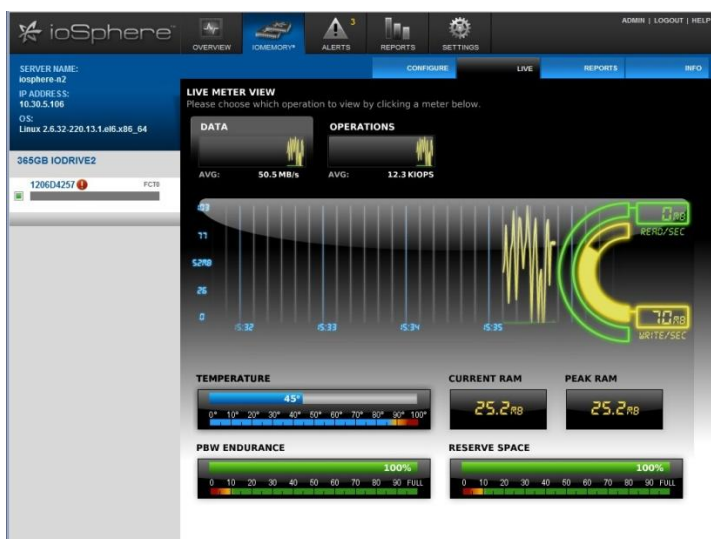 ioSphere
OVERVIEW
IOMEMORY®
3
ALERTS
REPORTS
SETTINGS
ADMIN | LOGOUT | HELP
SERVER NAME:
iosphere-n2
IP ADDRESS:
10.30.5.106
OS:
Linux 2.6.32-220.13.1.el6.x86_64
365GB IODRIVE2
1206D4257
FCT0
CONFIGURE
LIVE
REPORTS
INFO
LIVE METER VIEW
Please choose which operation to view by clicking a meter below.
DATA
OPERATIONS
AVG: 50.5 MB/s
AVG: 12.3 KIOPS
103
77
52MB
26
0
15:32 15:33 15:34 15:35
0MB
READ/SEC
70MB
WRITE/SEC
TEMPERATURE
45°
0° 10° 20° 30° 40° 50° 60° 70° 80° 90° 100°
CURRENT RAM
25.2MB
PEAK RAM
25.2MB
PBW ENDURANCE
100%
0 10 20 30 40 50 60 70 80 90 FULL
RESERVE SPACE
100%
0 10 20 30 40 50 60 70 80 90 FULL